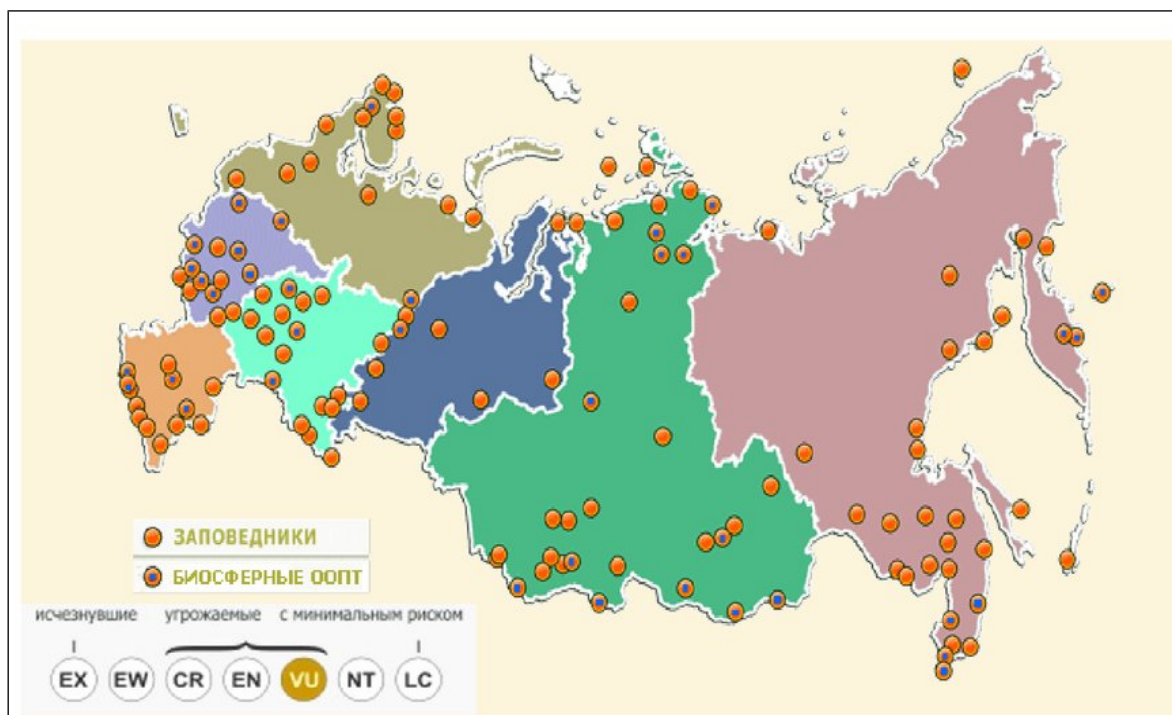 ЗАПОВЕДНИКИ
БИОСФЕРНЫЕ ООПТ
исчезнувшие угрожаемые с минимальным риском
EX EW CR EN VU NT LC